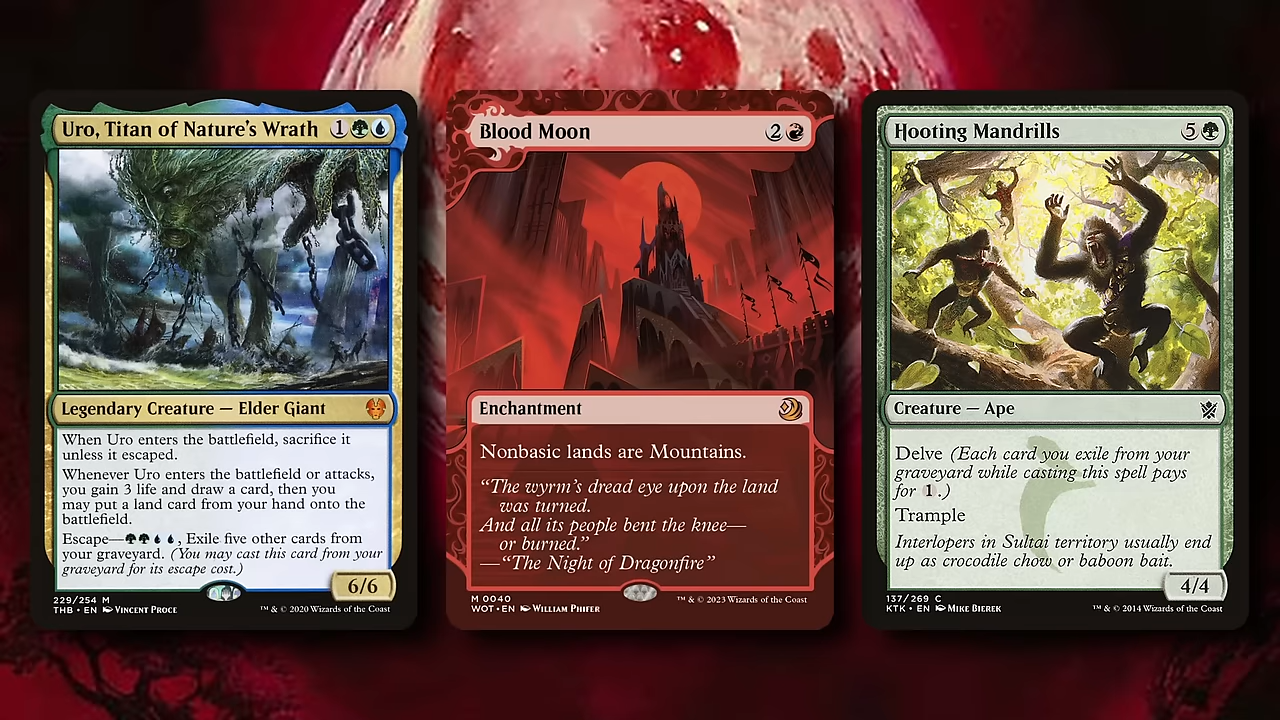 Uro, Titan of Nature's Wrath 1
Legendary Creature — Elder Giant
When Uro enters the battlefield, sacrifice it
unless it escaped.
Whenever Uro enters the battlefield or attacks,
you gain 3 life and draw a card, then you
may put a land card from your hand onto the
battlefield.
Escape—, Exile five other cards from
your graveyard. (You may cast this card from your
graveyard for its escape cost.)
6/6
229/254 M
THB • EN Vincent Proce
™ & © 2020 Wizards of the Coast
Blood Moon 2
Enchantment
Nonbasic lands are Mountains.
“The wyrm's dread eye upon the land
was turned.
And all its people bent the knee—
or burned.”
—“The Night of Dragonfire”
M 0040
WOT • EN William Phifer
™ & © 2023 Wizards of the Coast
Hooting Mandrills 5
Creature — Ape
Delve (Each card you exile from your
graveyard while casting this spell pays
for 1.)
Trample
Interlopers in Sultai territory usually end
up as crocodile chow or baboon bait.
4/4
137/269 C
KTK • EN Mike Bierek
™ & © 2014 Wizards of the Coast